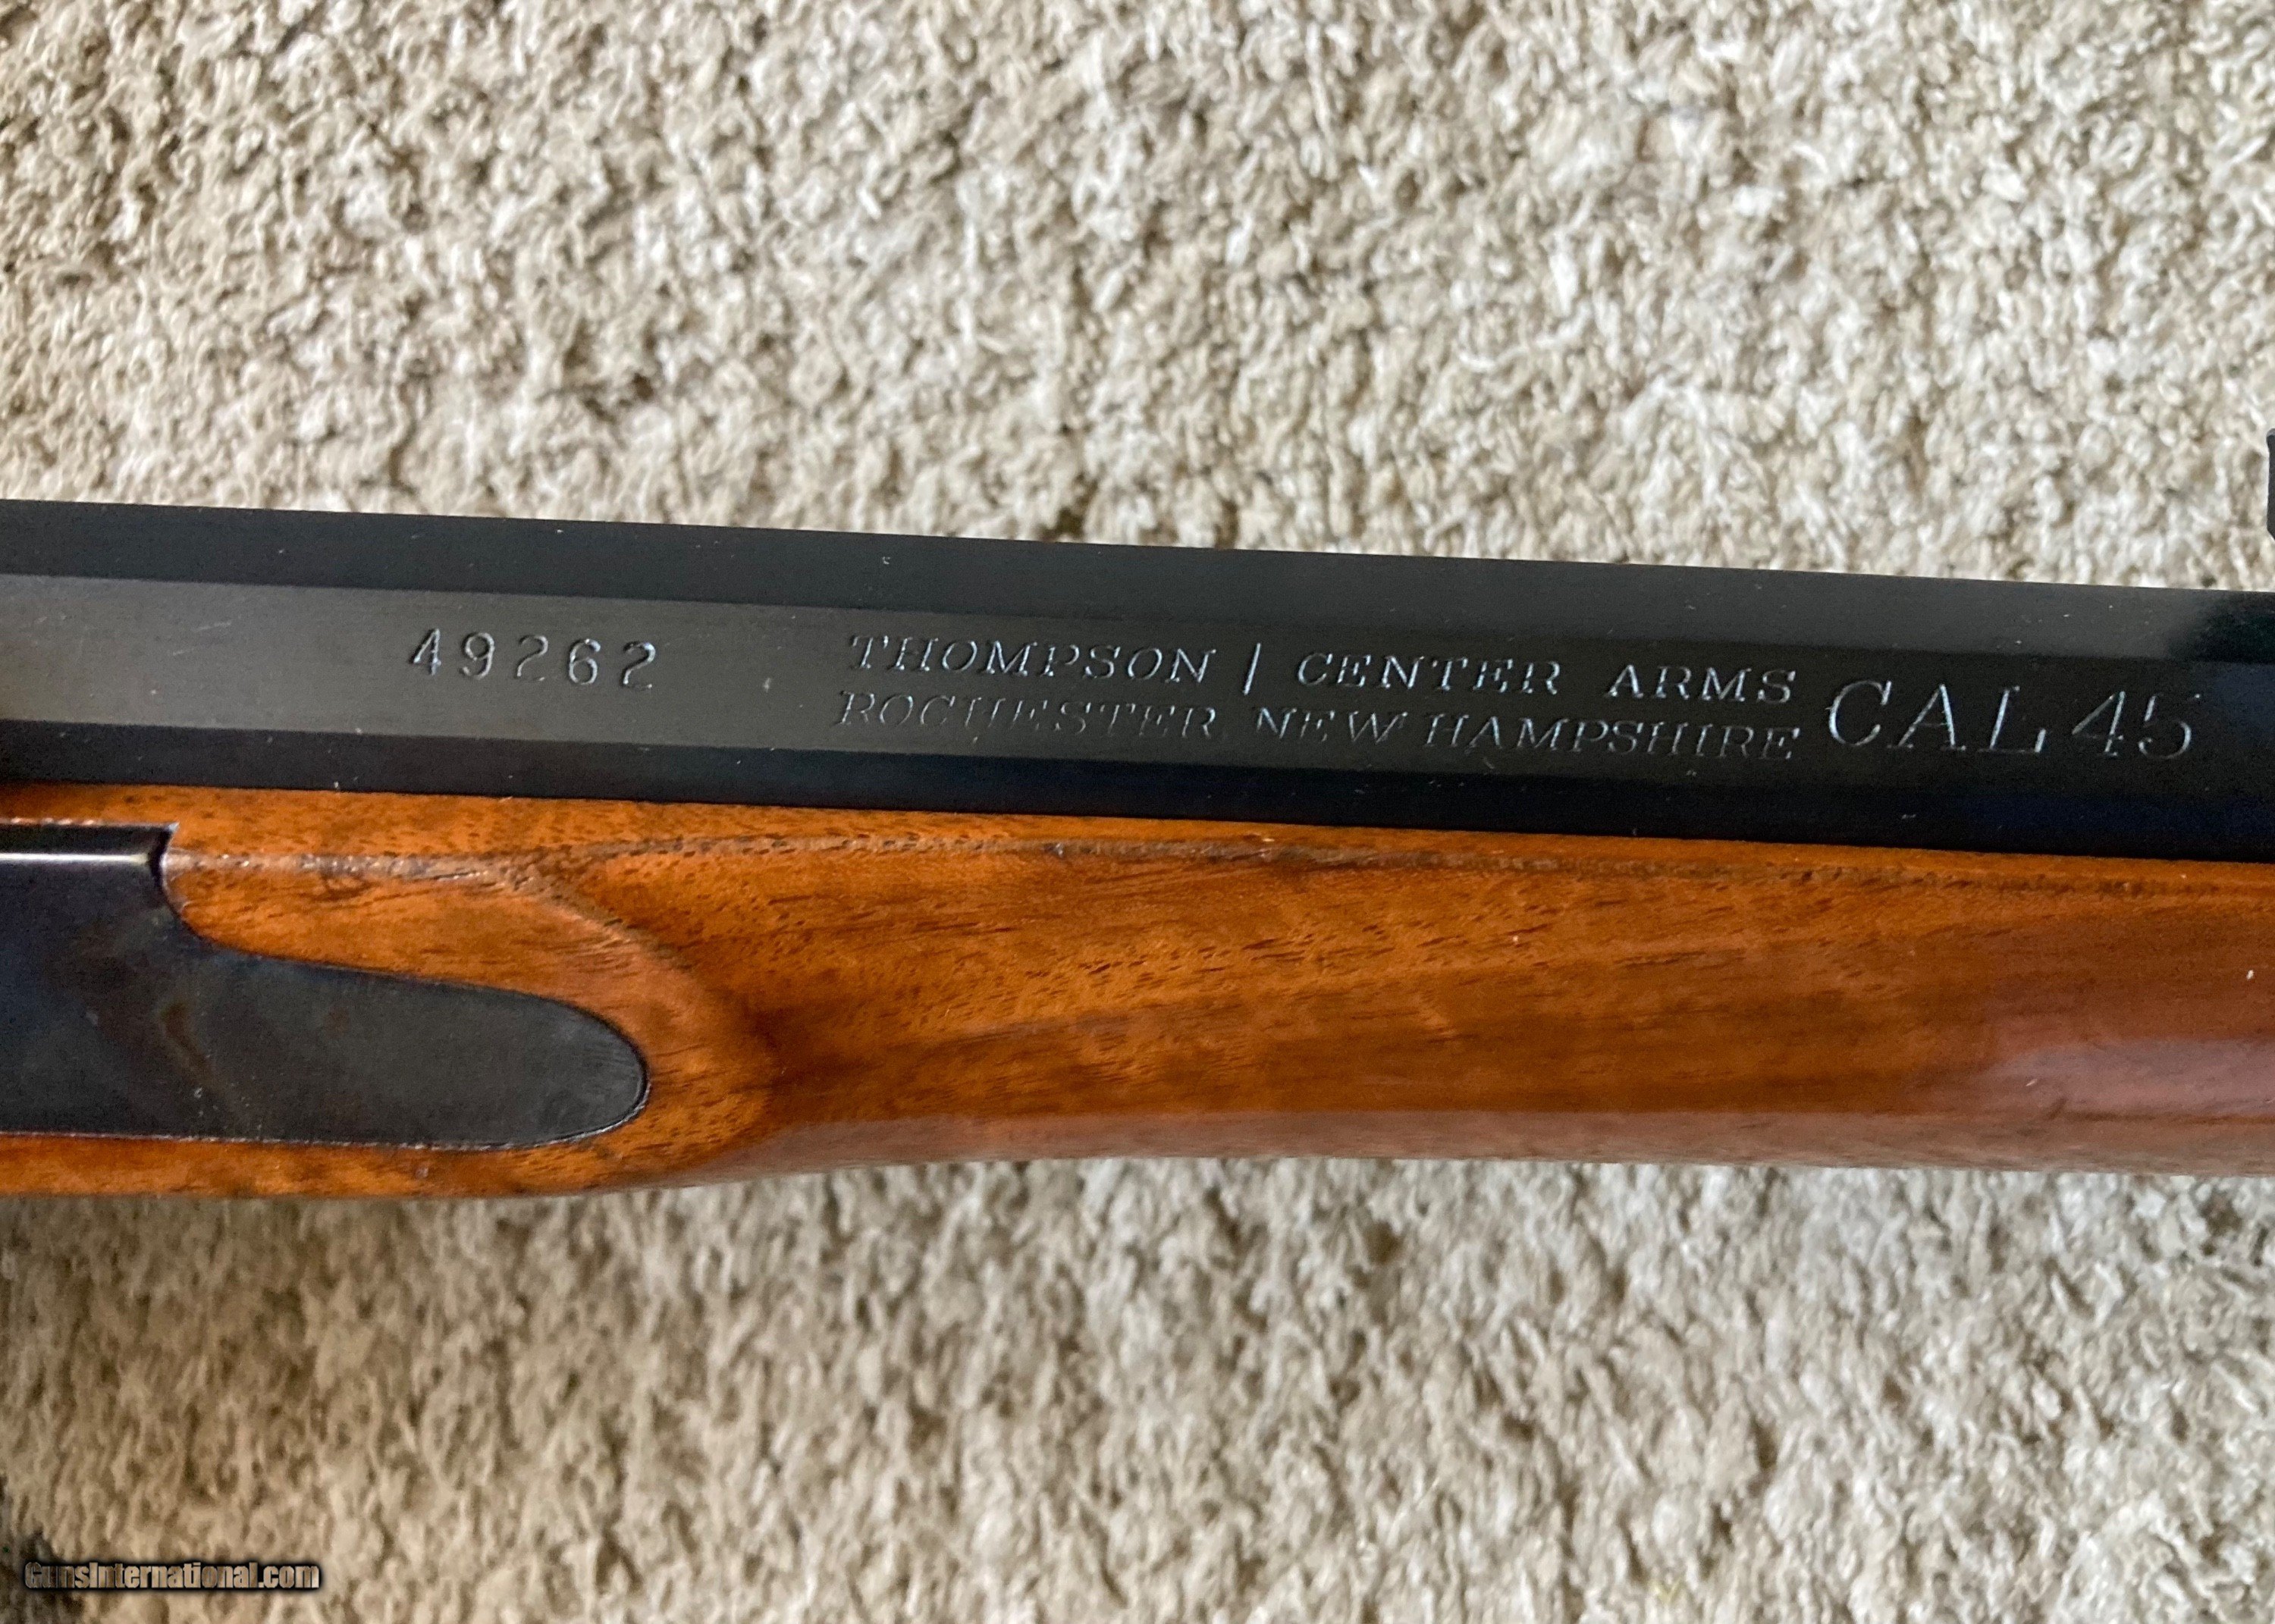 49262
THOMPSON / CENTER ARMS
ROCHESTER NEW HAMPSHIRE
CAL 45
GunsInternational.com